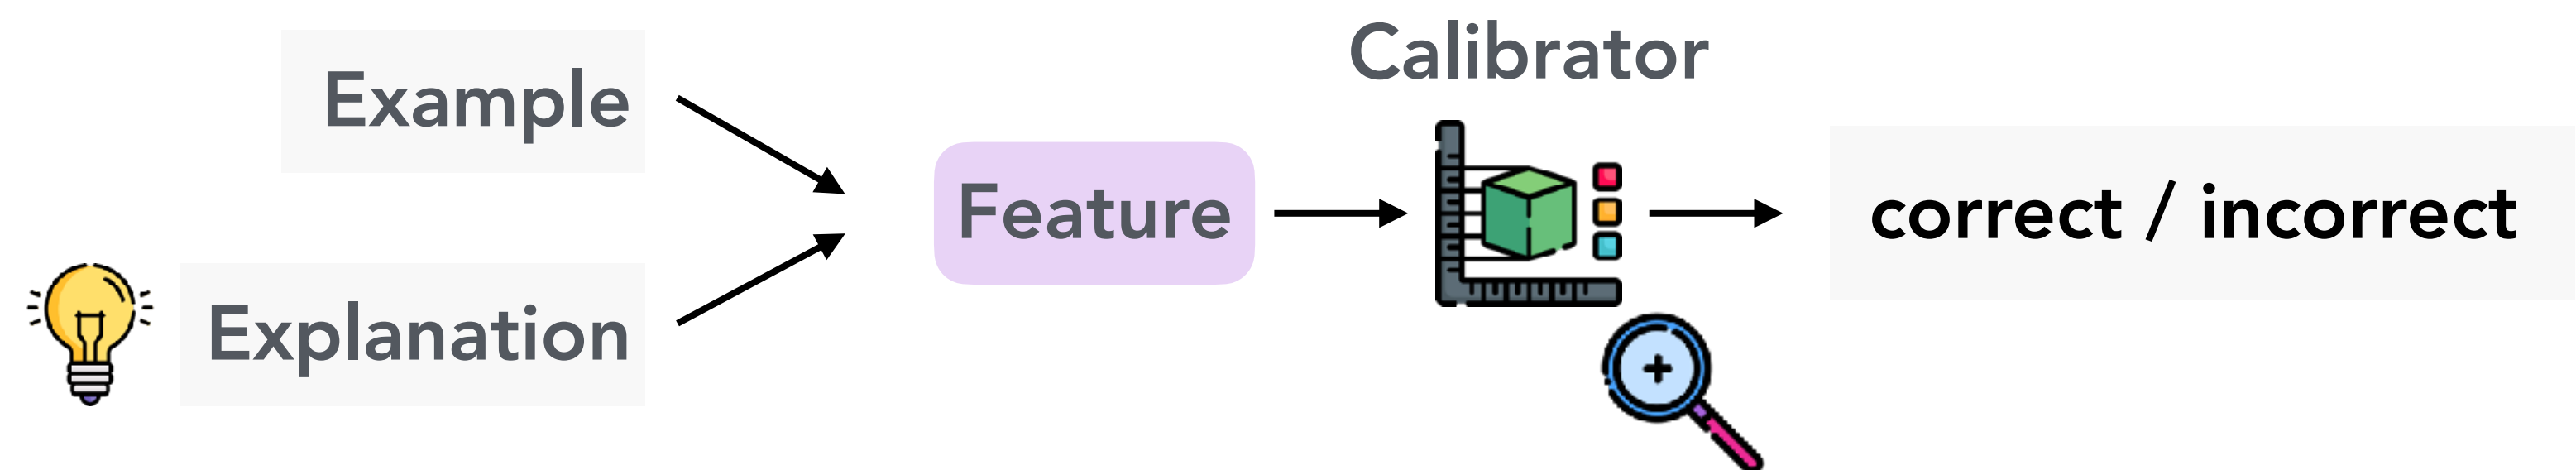 Example
Explanation
Feature
Calibrator
correct / incorrect